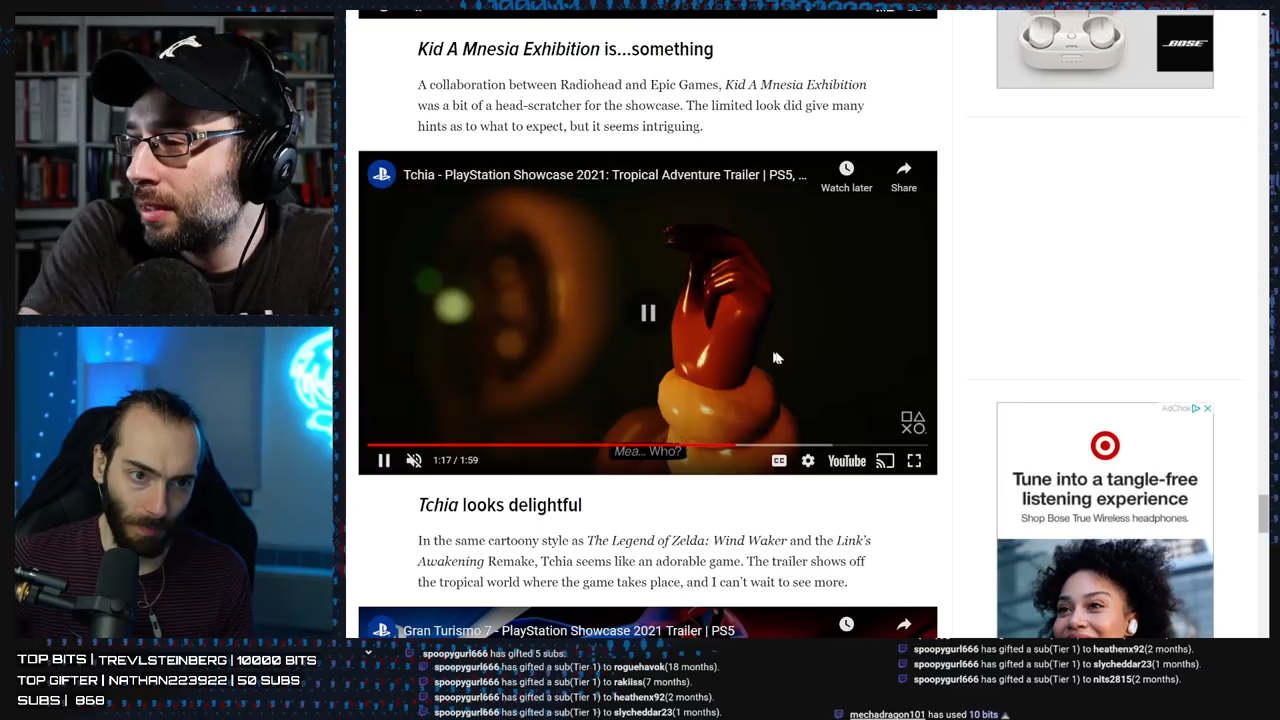 Kid A Mnesia Exhibition is...something
A collaboration between Radiohead and Epic Games, Kid A Mnesia Exhibition
was a bit of a head-scratcher for the showcase. The limited look did give many
hints as to what to expect, but it seems intriguing.
BOSE
Tchia - PlayStation Showcase 2021: Tropical Adventure Trailer | PS5, ...
Watch later
Share
Mea... Who?
1:17 / 1:59
CC
YouTube
Tchia looks delightful
In the same cartoony style as The Legend of Zelda: Wind Waker and the Link's
Awakening Remake, Tchia seems like an adorable game. The trailer shows off
the tropical world where the game takes place, and I can't wait to see more.
Gran Turismo 7 - PlayStation Showcase 2021 Trailer | PS5
Tune into a tangle-free
listening experience
Shop Bose True Wireless headphones.
TOP BITS | TREVLSTEINBERG | 10000 BITS
TOP GIFTER | NATHAN223922 | 50 SUBS
SUBS | 868
spoopygurl666 has gifted 5 subs.
spoopygurl666 has gifted a sub(Tier 1) to roguehavok(18 months).
spoopygurl666 has gifted a sub(Tier 1) to rakiiss(7 months).
spoopygurl666 has gifted a sub(Tier 1) to heathenx92(2 months).
spoopygurl666 has gifted a sub(Tier 1) to slycheddar23(1 months).
spoopygurl666 has gifted a sub(Tier 1) to heathenx92(2 months).
spoopygurl666 has gifted a sub(Tier 1) to slycheddar23(1 months).
spoopygurl666 has gifted a sub(Tier 1) to nits2815(2 months).
mechadragon101 has used 10 bits